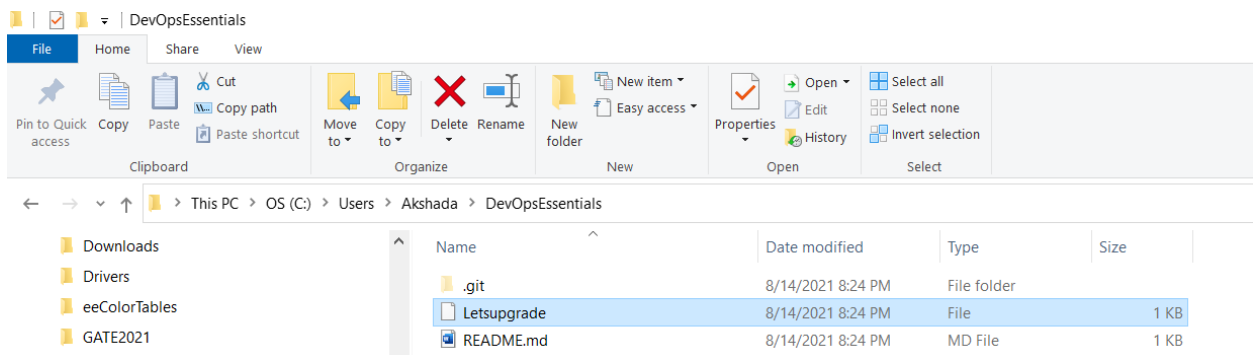 DevOpsEssentials
File Home Share View
Pin to Quick access
Copy
Paste
Cut
Copy path
Paste shortcut
Clipboard
Move to
Copy to
Delete
Rename
Organize
New folder
New item
Easy access
New
Properties
Open
Edit
History
Open
Select all
Select none
Invert selection
Select
This PC > OS (C:) > Users > Akshada > DevOpsEssentials
Downloads
Drivers
eeColorTables
GATE2021
Name Date modified Type Size
.git 8/14/2021 8:24 PM File folder
Letsupgrade 8/14/2021 8:24 PM File 1 KB
README.md 8/14/2021 8:24 PM MD File 1 KB